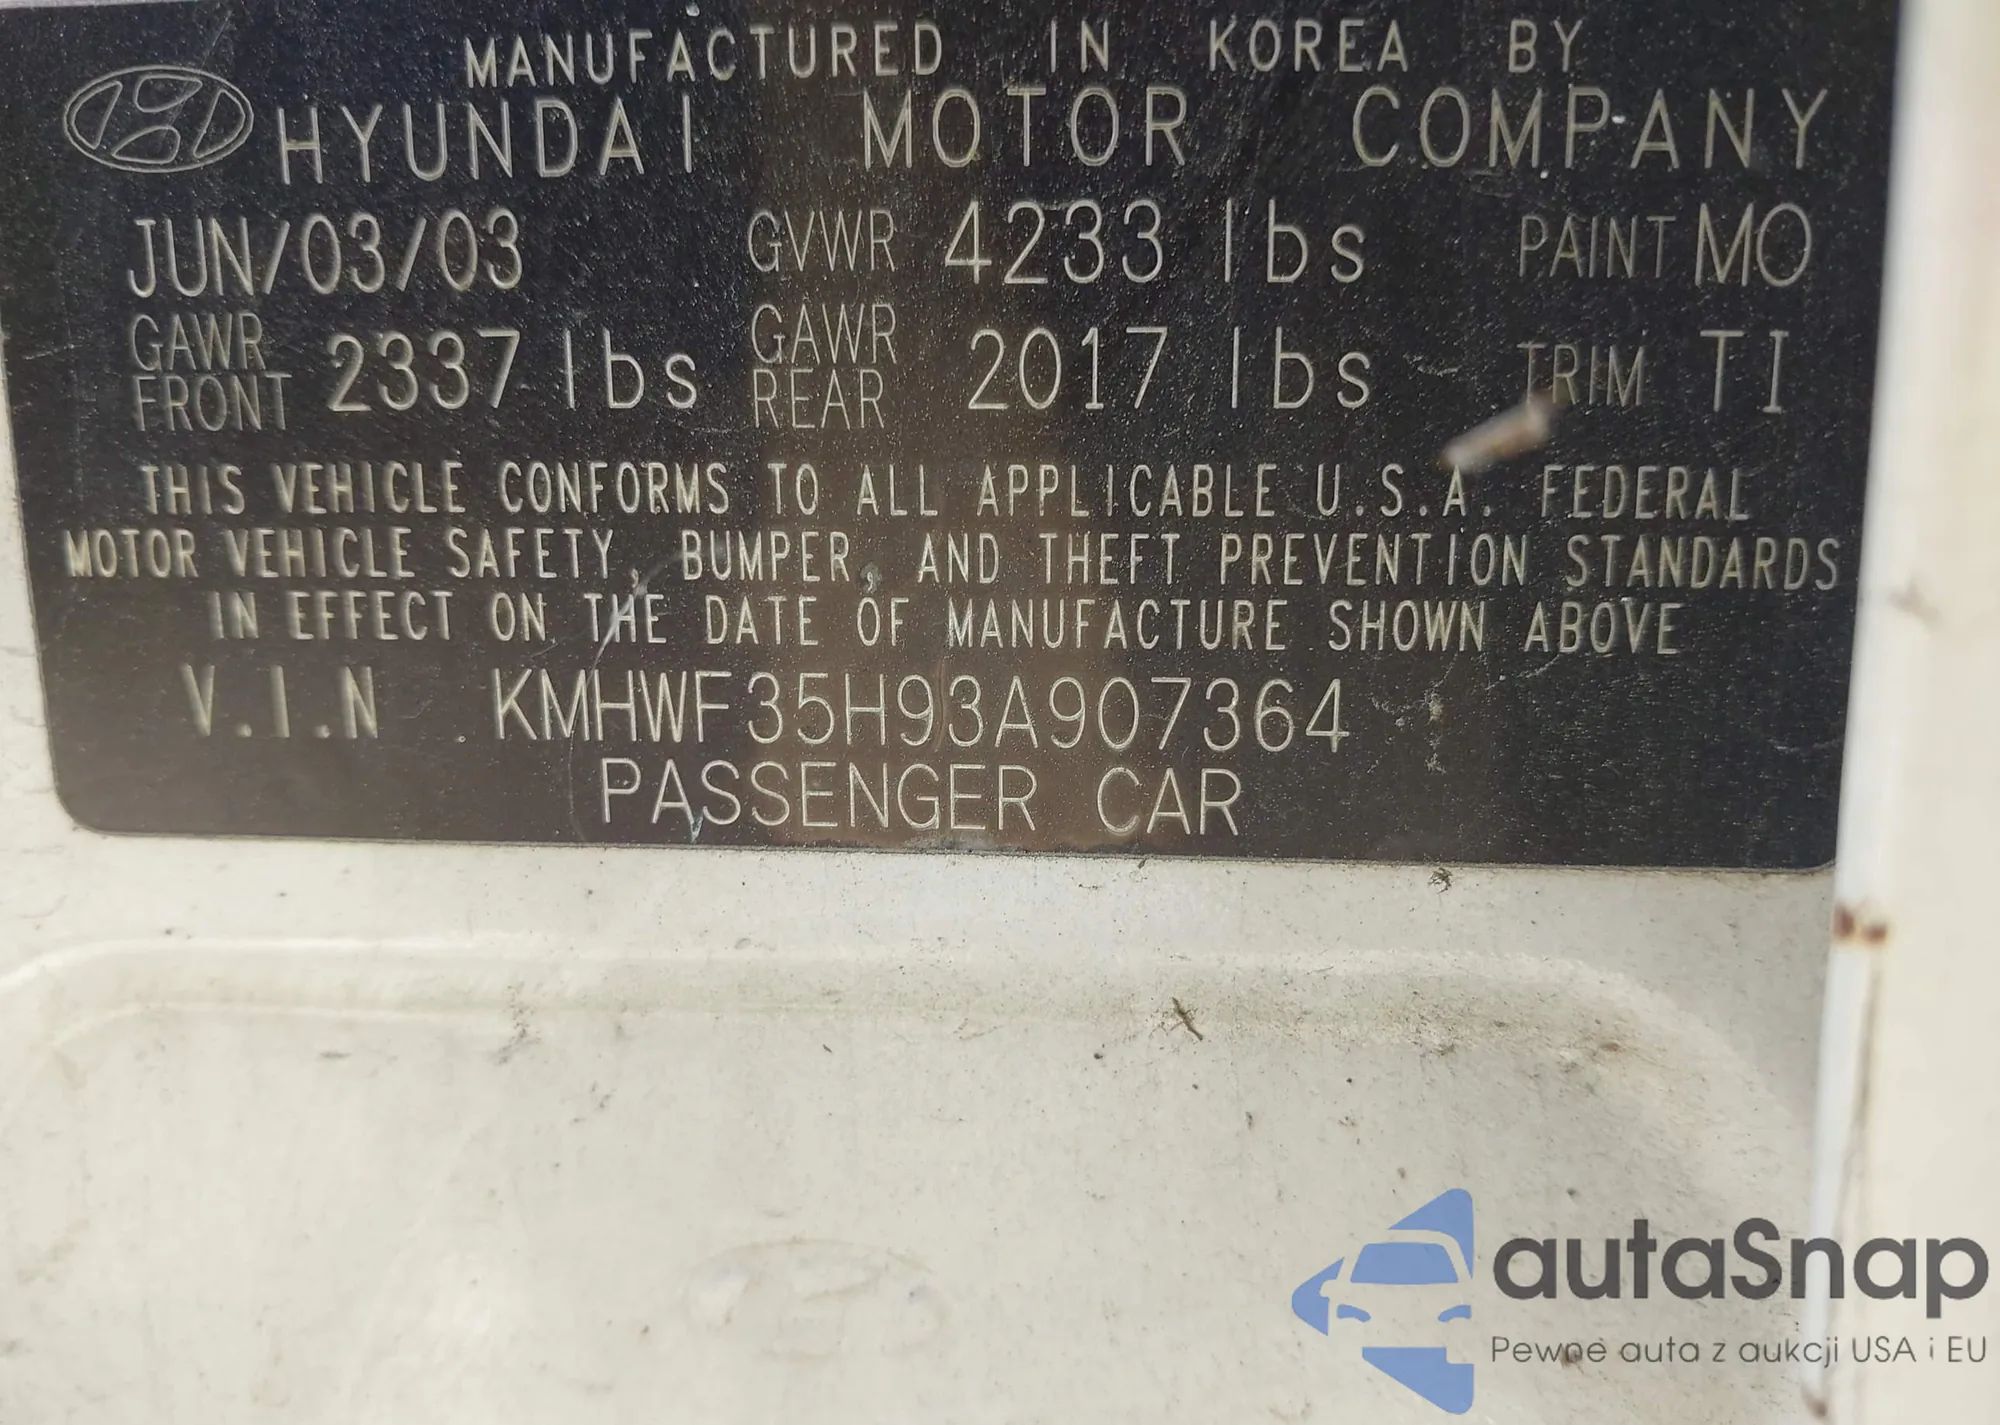 MANUFACTURED IN KOREA BY
HYUNDAI MOTOR COMPANY
JUN/03/03 GVWR 4233 lbs PAINT MO
GAWR FRONT 2337 lbs GAWR REAR 2017 lbs TRIM TI
THIS VEHICLE CONFORMS TO ALL APPLICABLE U.S.A. FEDERAL
MOTOR VEHICLE SAFETY, BUMPER, AND THEFT PREVENTION STANDARDS
IN EFFECT ON THE DATE OF MANUFACTURE SHOWN ABOVE
V.I.N KMHWF35H93A907364
PASSENGER CAR
autaSnap
Pewne auta z aukcji USA i EU